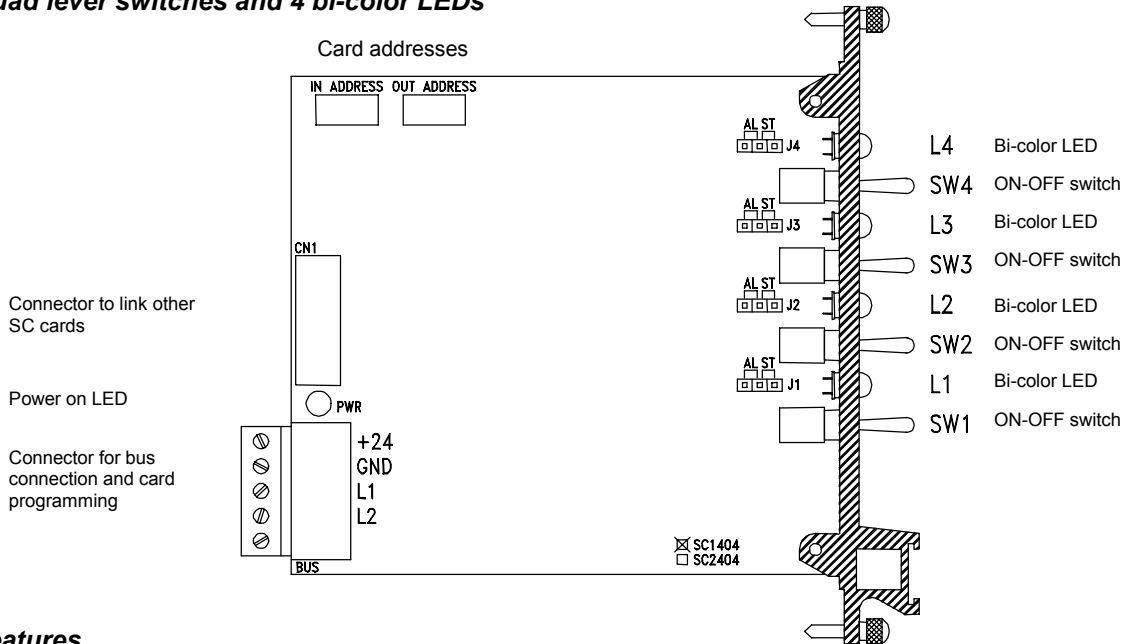 lever switches and 4 bi-color LEDs
Card addresses
IN ADDRESS OUT ADDRESS
AL ST
J4
L4 Bi-color LED
SW4 ON-OFF switch
AL ST
J3
L3 Bi-color LED
CN1
SW3 ON-OFF switch
AL ST
J2
L2 Bi-color LED
Connector to link other
SC cards
SW2 ON-OFF switch
AL ST
J1
L1 Bi-color LED
Power on LED
PWR
SW1 ON-OFF switch
Connector for bus
connection and card
programming
+24
GND
L1
L2
BUS
SC1404
SC2404